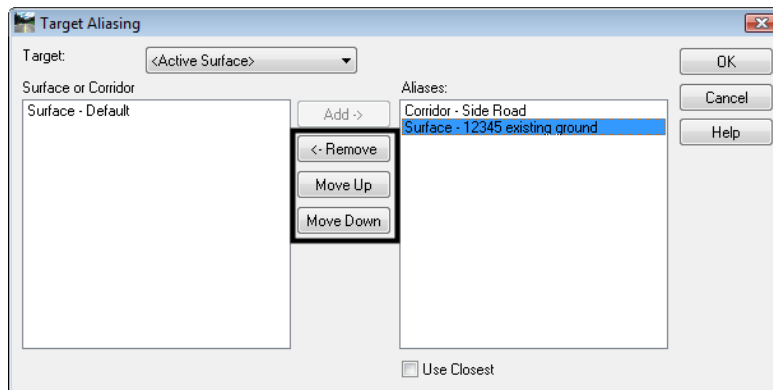 Target Aliasing
Target:
<Active Surface>
OK
Surface or Corridor
Aliases:
Surface - Default
Add ->
Corridor - Side Road
Cancel
Surface - 12345 existing ground
<- Remove
Help
Move Up
Move Down
Use Closest